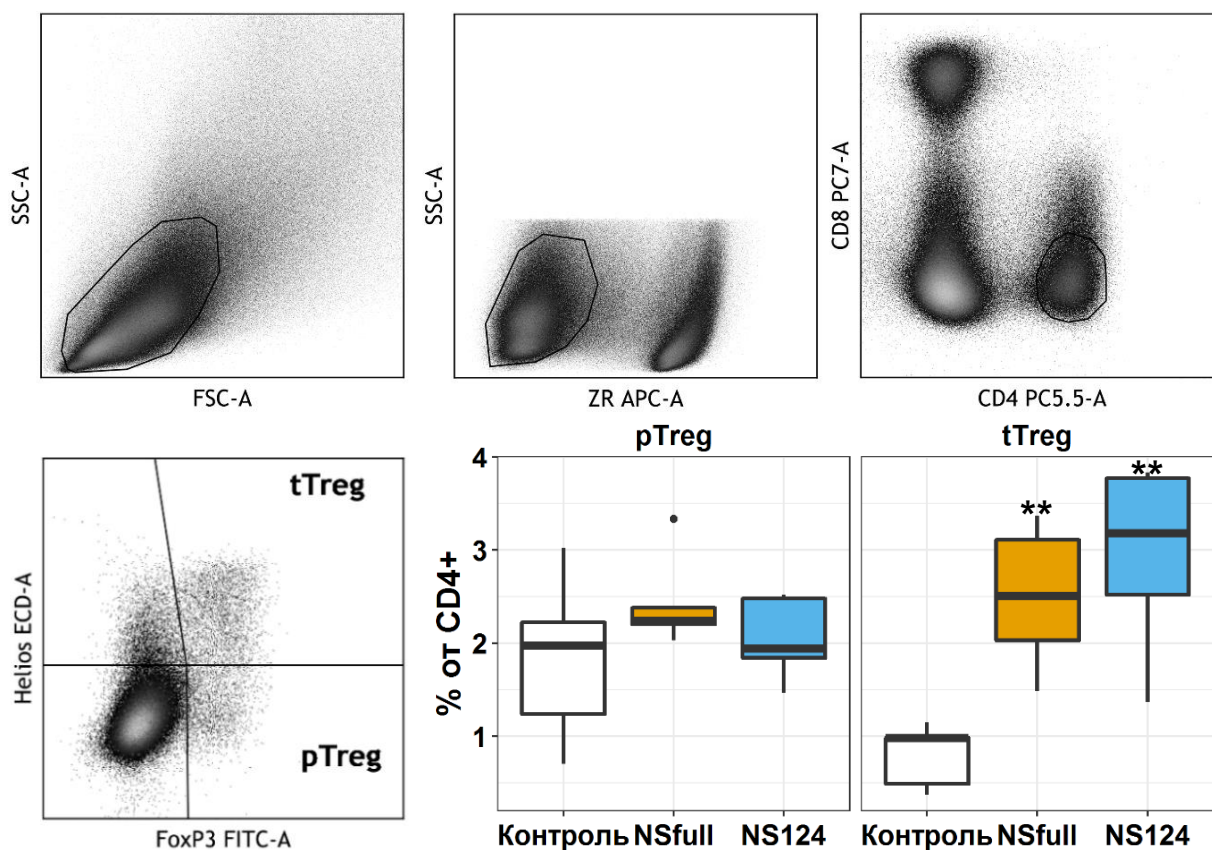 SSC-A
FSC-A
SSC-A
ZR APC-A
CD8 PC7-A
CD4 PC5.5-A
Helios ECD-A
tTreg
pTreg
FoxP3 FITC-A
pTreg
tTreg
% от CD4+
4
3
2
1
**
**
Контроль NSfull NS124
Контроль NSfull NS124